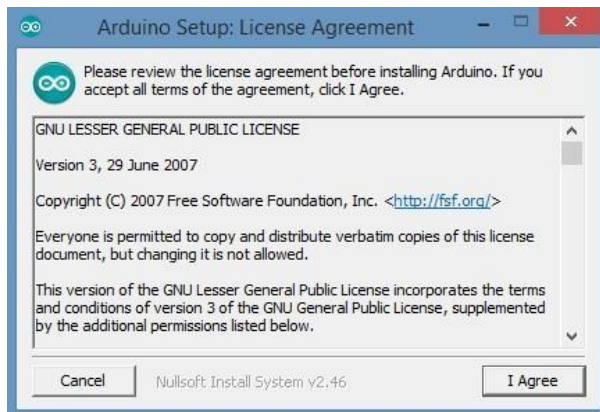 Arduino Setup: License Agreement
Please review the license agreement before installing Arduino. If you
accept all terms of the agreement, click I Agree.
GNU LESSER GENERAL PUBLIC LICENSE
Version 3, 29 June 2007
Copyright (C) 2007 Free Software Foundation, Inc. <http://fsf.org/>
Everyone is permitted to copy and distribute verbatim copies of this license
document, but changing it is not allowed.
This version of the GNU Lesser General Public License incorporates the terms
and conditions of version 3 of the GNU General Public License, supplemented
by the additional permissions listed below.
Cancel
Nullsoft Install System v2.46
I Agree